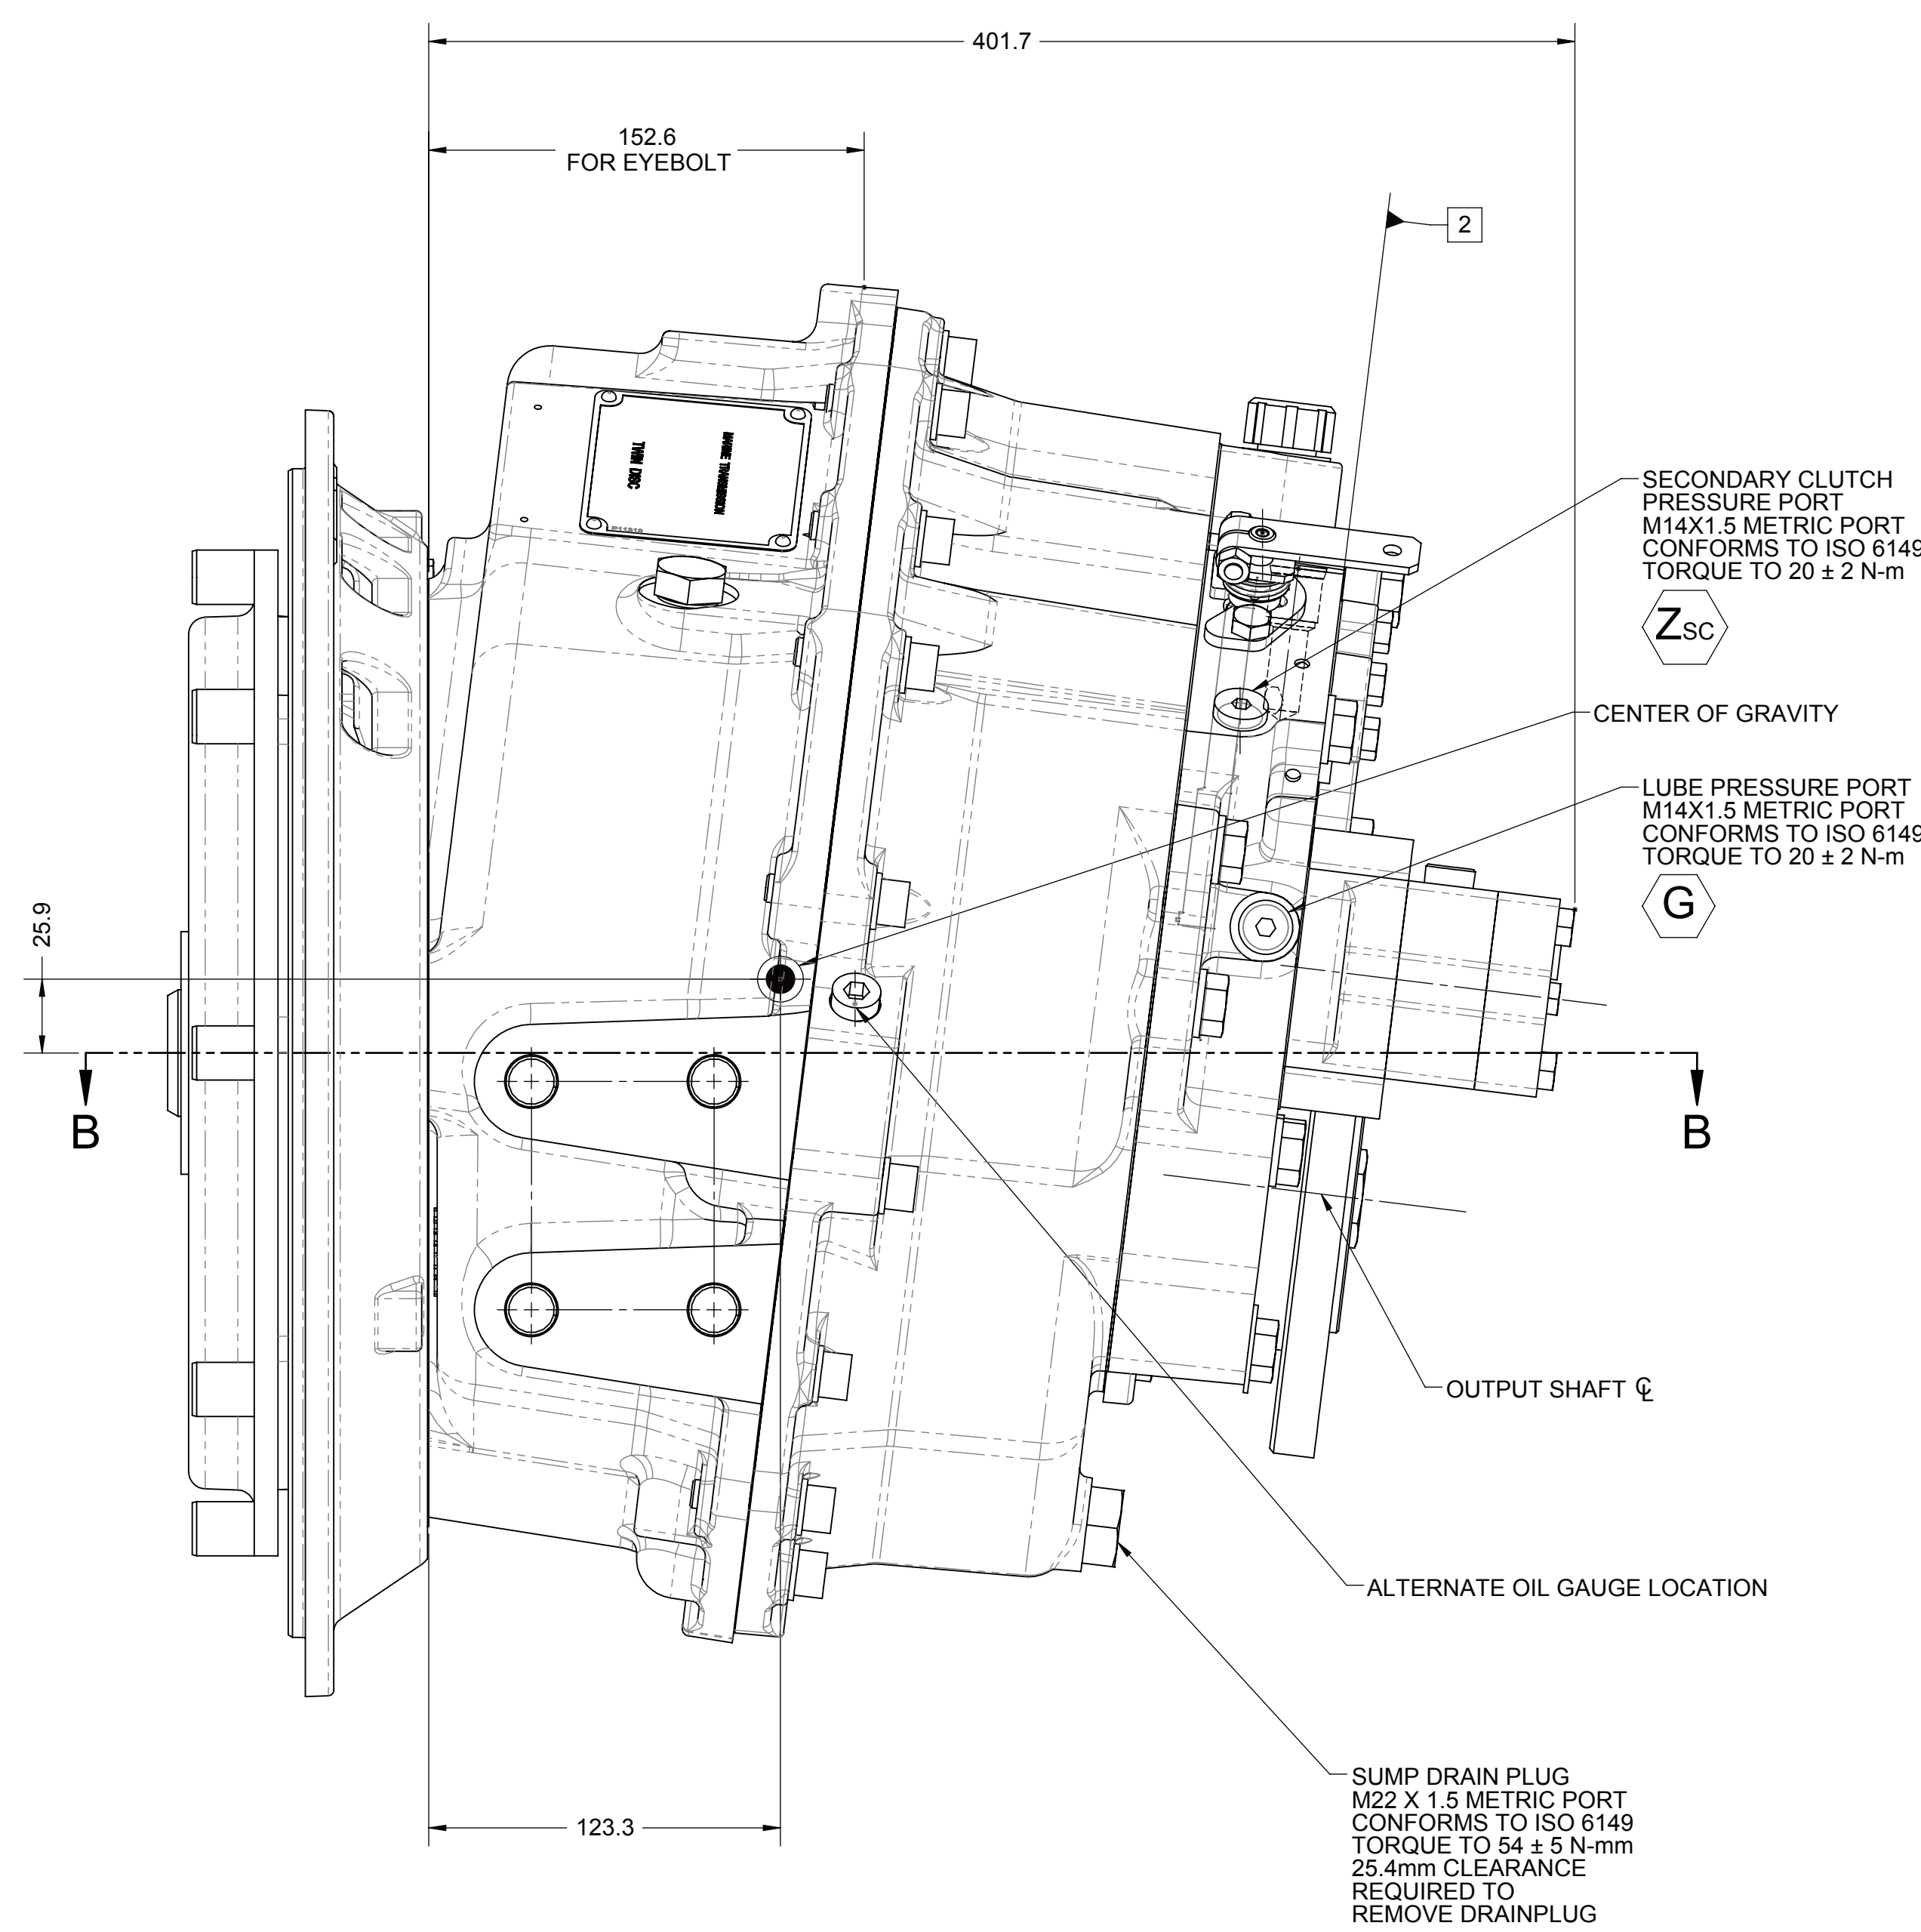 401.7
152.6
FOR EYEBOLT
2
MARINE TRANSMISSION
TWIN DISC
SECONDARY CLUTCH
PRESSURE PORT
M14X1.5 METRIC PORT
CONFORMS TO ISO 6149
TORQUE TO 20 ± 2 N-m
ZSC
CENTER OF GRAVITY
LUBE PRESSURE PORT
M14X1.5 METRIC PORT
CONFORMS TO ISO 6149
TORQUE TO 20 ± 2 N-m
G
25.9
B
B
OUTPUT SHAFT ℄
ALTERNATE OIL GAUGE LOCATION
123.3
SUMP DRAIN PLUG
M22 X 1.5 METRIC PORT
CONFORMS TO ISO 6149
TORQUE TO 54 ± 5 N-mm
25.4mm CLEARANCE
REQUIRED TO
REMOVE DRAINPLUG